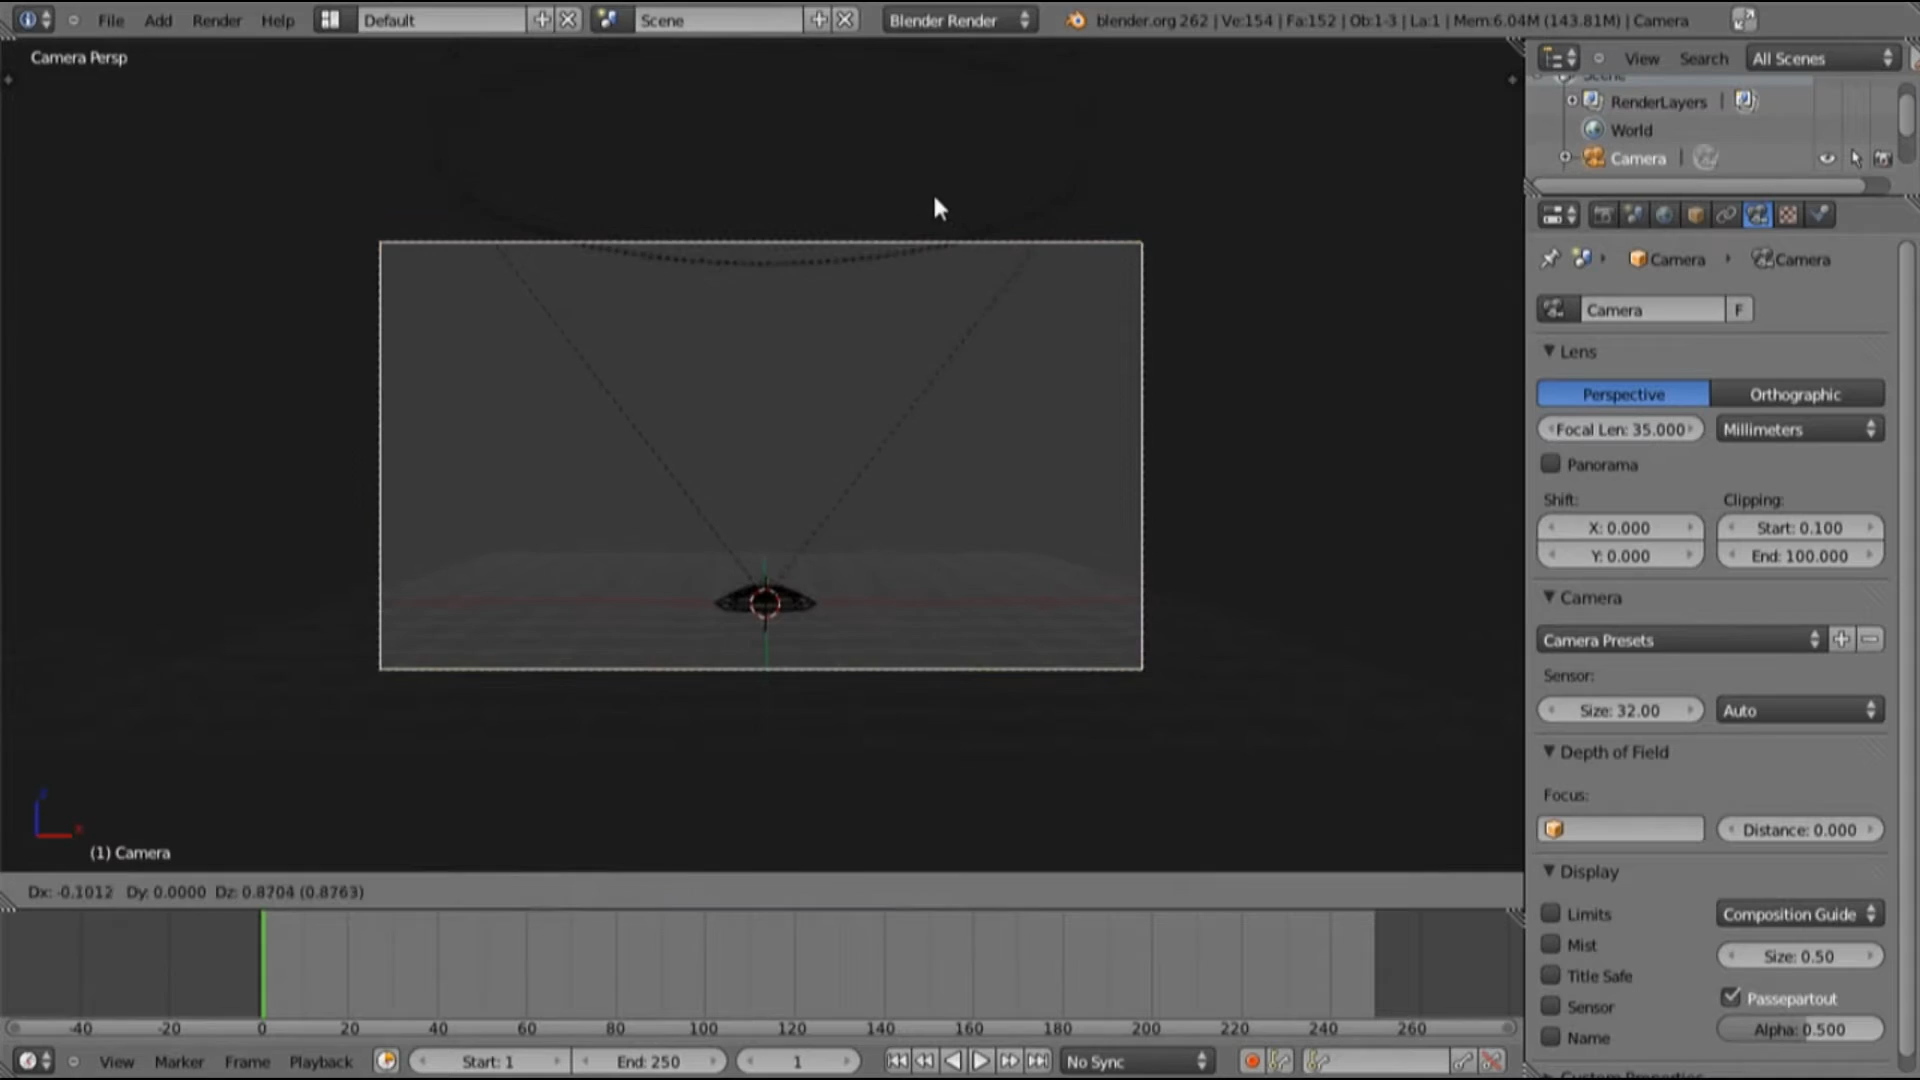 File Add Render Help Default Scene Blender Render blender.org 262 | Ve:154 | Fa:152 | Ob:1-3 | La:1 | Mem:6.04M (143.81M) | Camera
Camera Persp
View Search All Scenes
Scene
RenderLayers |
World
Camera |
Camera Camera
Camera F
Lens
Perspective Orthographic
Focal Len: 35.000 Millimeters
Panorama
Shift: Clipping:
X: 0.000 Start: 0.100
Y: 0.000 End: 100.000
Camera
Camera Presets
Sensor:
Size: 32.00 Auto
Depth of Field
Focus:
Distance: 0.000
Display
Limits Composition Guide
Mist Size: 0.50
Title Safe
Sensor Passepartout
Name Alpha: 0.500
Custom Properties
z
x
(1) Camera
Dx: -0.1012 Dy: 0.0000 Dz: 0.8704 (0.8763)
-40 -20 0 20 40 60 80 100 120 140 160 180 200 220 240 260
View Marker Frame Playback Start: 1 End: 250 1 No Sync